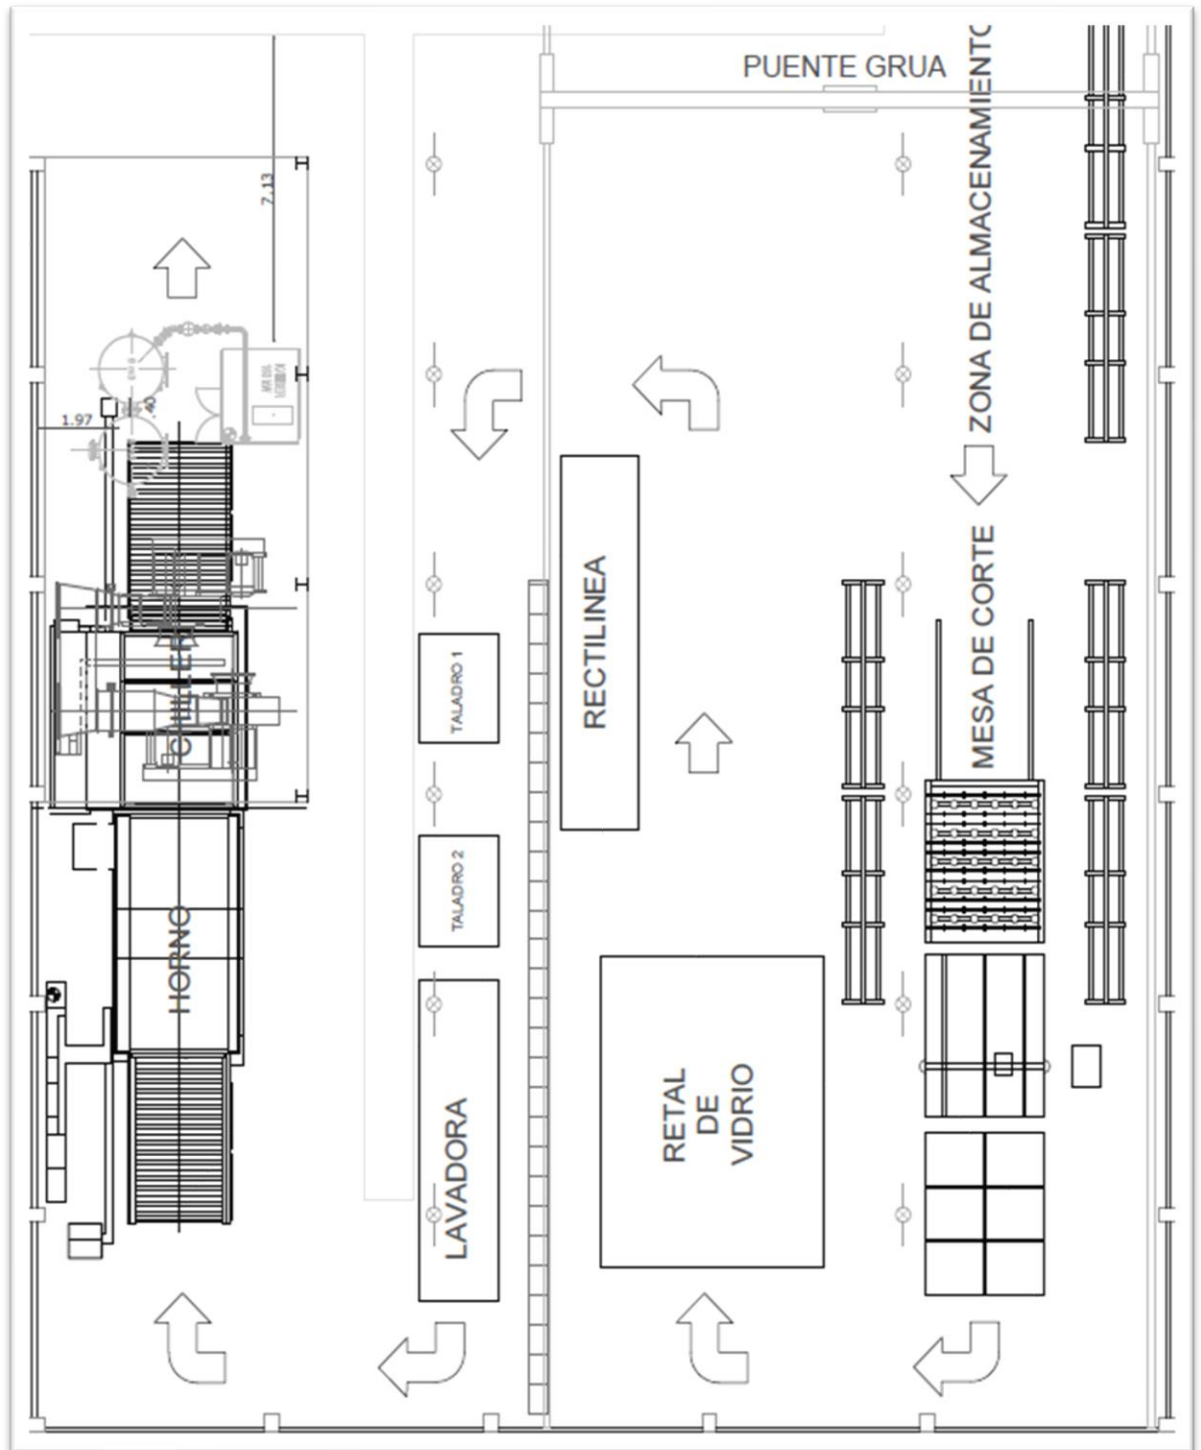 PUENTE GRUA
ZONA DE ALMACENAMIENTO
7.13
1.97
.40
MESA DE CORTE
RECTILINEA
TALADRO 1
CHILLER
TALADRO 2
HORNO
RETAL
DE
VIDRIO
LAVADORA